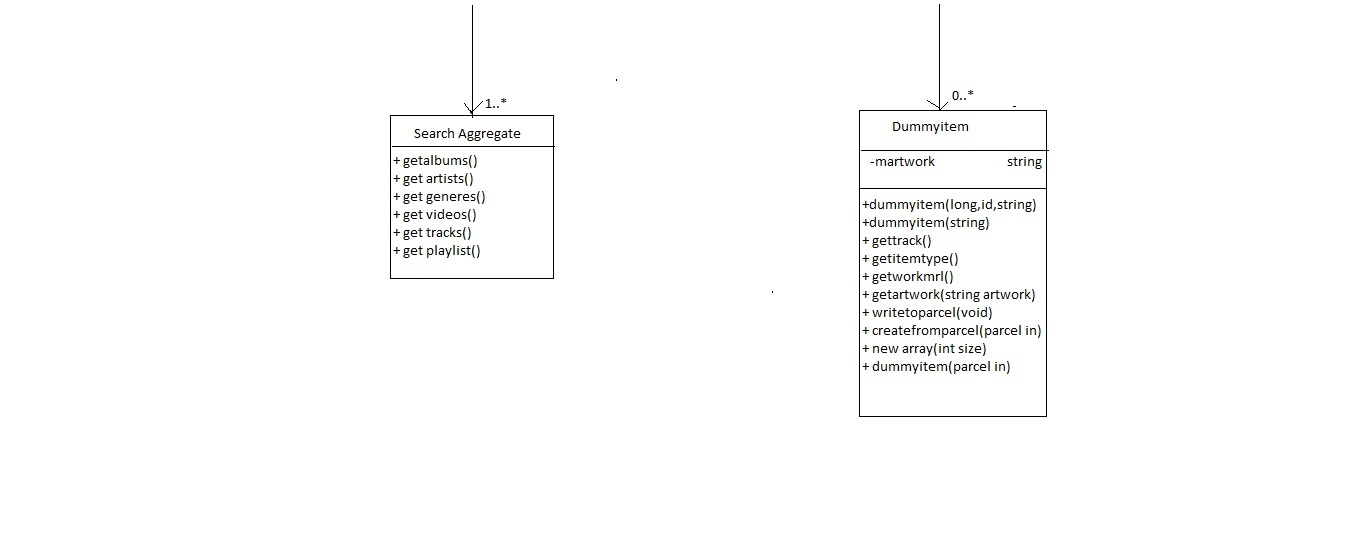 1..*
Search Aggregate
+ getalbums()
+ get artists()
+ get generes()
+ get videos()
+ get tracks()
+ get playlist()
0..*
Dummyitem
-martwork string
+dummyitem(long,id,string)
+dummyitem(string)
+ gettrack()
+ getitemtype()
+ getworkmrl()
+ getartwork(string artwork)
+ writetoparcel(void)
+ createfromparcel(parcel in)
+ new array(int size)
+ dummyitem(parcel in)